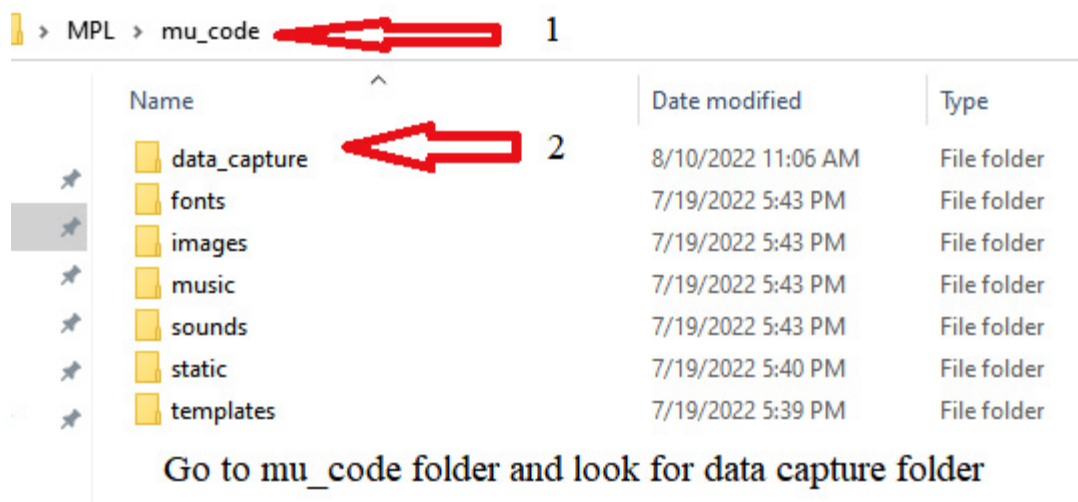 > MPL > mu_code 1
Name Date modified Type
data_capture 2 8/10/2022 11:06 AM File folder
fonts 7/19/2022 5:43 PM File folder
images 7/19/2022 5:43 PM File folder
music 7/19/2022 5:43 PM File folder
sounds 7/19/2022 5:43 PM File folder
static 7/19/2022 5:40 PM File folder
templates 7/19/2022 5:39 PM File folder
Go to mu_code folder and look for data capture folder